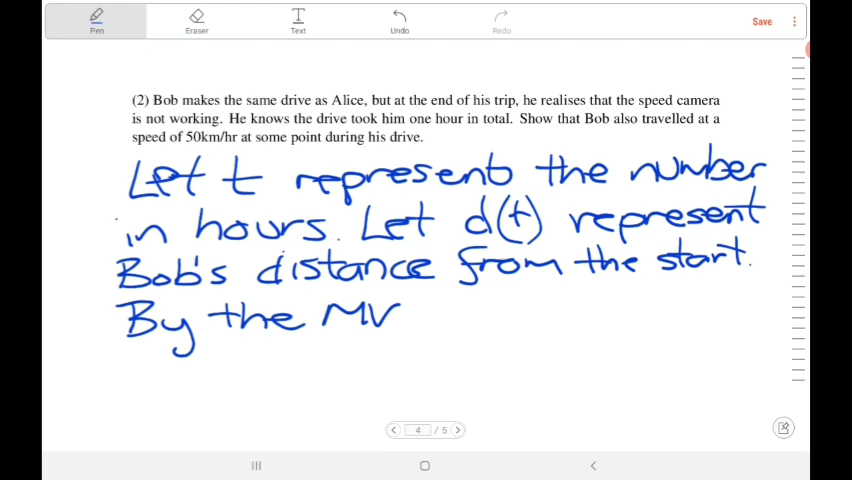 Pen Eraser Text Undo Redo Save
(2) Bob makes the same drive as Alice, but at the end of his trip, he realises that the speed camera
is not working. He knows the drive took him one hour in total. Show that Bob also travelled at a
speed of 50km/hr at some point during his drive.
Let t represents the number
in hours. Let d(t) represent
Bob's distance from the start.
By the MV
4 / 5